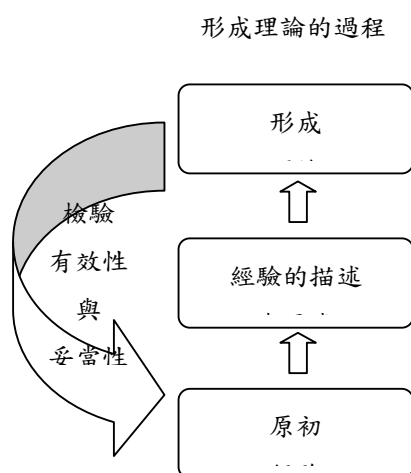 形成理論的過程
形成
檢驗
有效性
與
妥當性
經驗的描述
原初